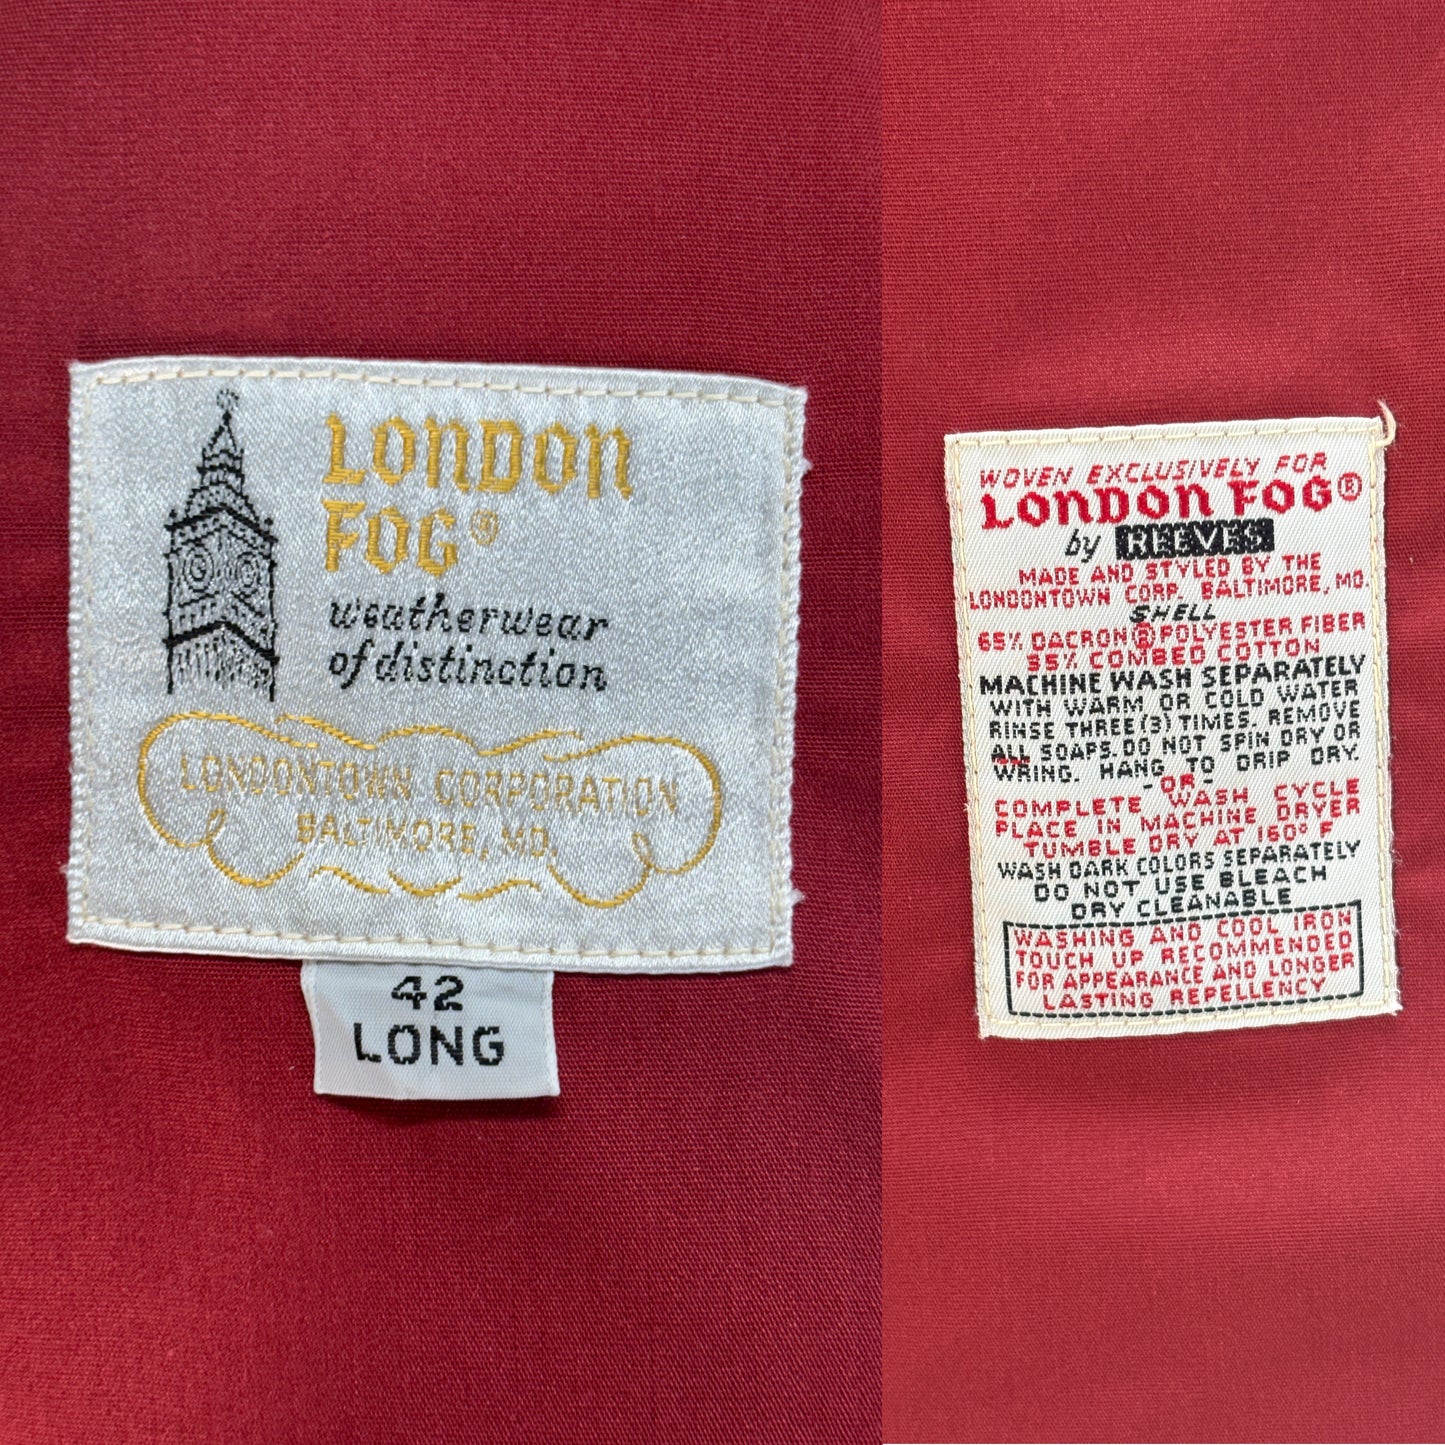 LONDON
FOG®
weatherwear
of distinction
LONDONTOWN CORPORATION
BALTIMORE, MD.
42
LONG
WOVEN EXCLUSIVELY FOR
LONDON FOG®
by REEVES
MADE AND STYLED BY THE
LONDONTOWN CORP. BALTIMORE, MD.
SHELL
65% DACRON® POLYESTER FIBER
35% COMBED COTTON
MACHINE WASH SEPARATELY
WITH WARM OR COLD WATER
RINSE THREE (3) TIMES. REMOVE
ALL SOAPS. DO NOT SPIN DRY OR
WRING. HANG TO DRIP DRY.
-OR-
COMPLETE WASH CYCLE
PLACE IN MACHINE DRYER
TUMBLE DRY AT 160° F
WASH DARK COLORS SEPARATELY
DO NOT USE BLEACH
DRY CLEANABLE
WASHING AND COOL IRON
TOUCH UP RECOMMENDED
FOR APPEARANCE AND LONGER
LASTING REPELLENCY